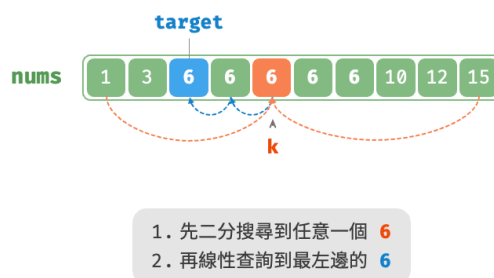 target
nums 1 3 6 6 6 6 6 10 12 15
k
1. 先二分搜尋到任意一個 6
2. 再線性查詢到最左邊的 6